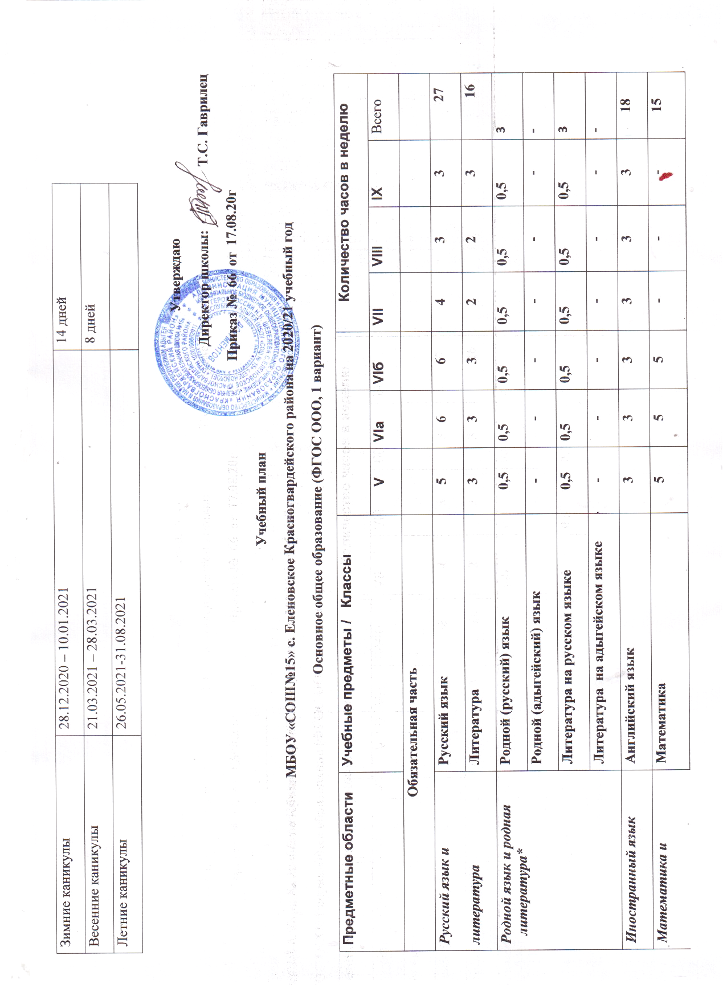 Зимние каникулы 28.12.2020 – 10.01.2021 14 дней
Весенние каникулы 21.03.2021 – 28.03.2021 8 дней
Летние каникулы 26.05.2021-31.08.2021
Утверждаю
Директор школы: Т.С. Гаврилец
Приказ № 66 от 17.08.20г
Учебный план
МБОУ «СОШ№15» с. Еленовское Красногвардейского района на 2020/21 учебный год
Основное общее образование (ФГОС ООО, 1 вариант)
Предметные области Учебные предметы / Классы Количество часов в неделю
V VIа VIб VII VIII IX Всего
Обязательная часть
Русский язык и Русский язык 5 6 6 4 3 3 27
литература Литература 3 3 3 2 2 3 16
Родной язык и родная Родной (русский) язык 0,5 0,5 0,5 0,5 0,5 0,5 3
литература* Родной (адыгейский) язык - - - - - - -
Литература на русском языке 0,5 0,5 0,5 0,5 0,5 0,5 3
Литература на адыгейском языке - - - - - - -
Иностранный язык Английский язык 3 3 3 3 3 3 18
Математика и Математика 5 5 5 - - - 15